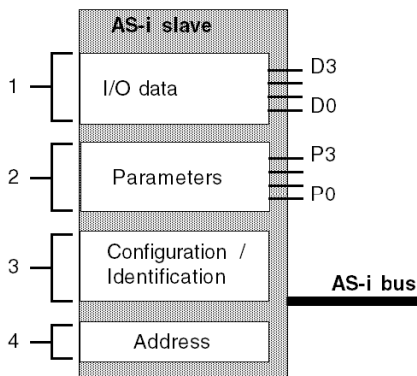 AS-i slave
1
I/O data
D3
D0
2
Parameters
P3
P0
3
Configuration /
Identification
AS-i bus
4
Address